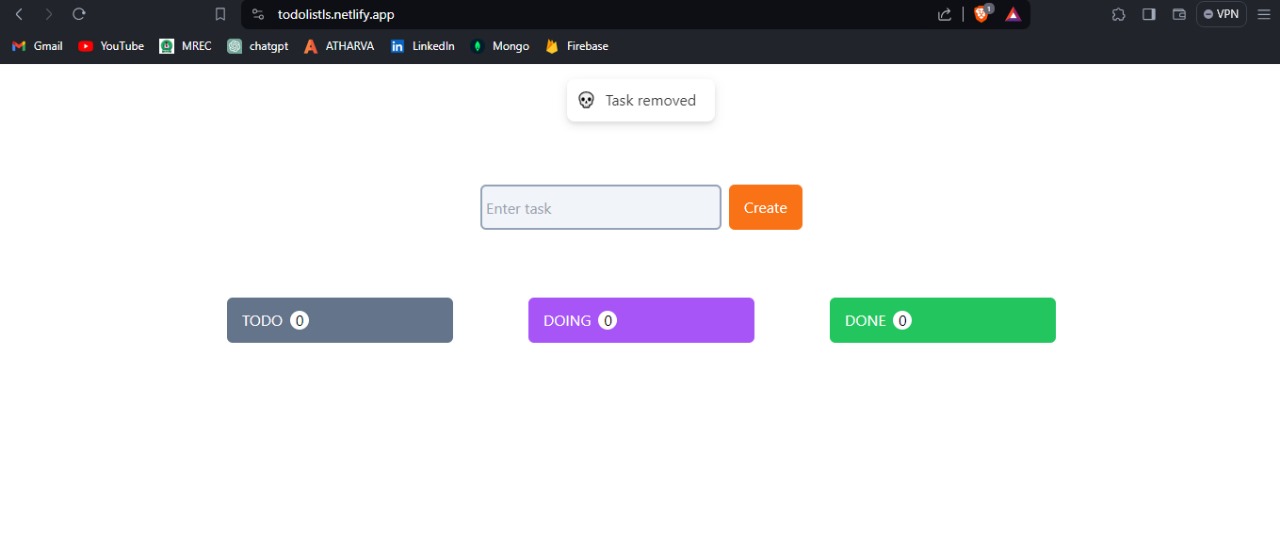 todolistls.netlify.app
1
VPN
Gmail YouTube MREC chatgpt ATHARVA LinkedIn Mongo Firebase
Task removed
Enter task Create
TODO 0 DOING 0 DONE 0